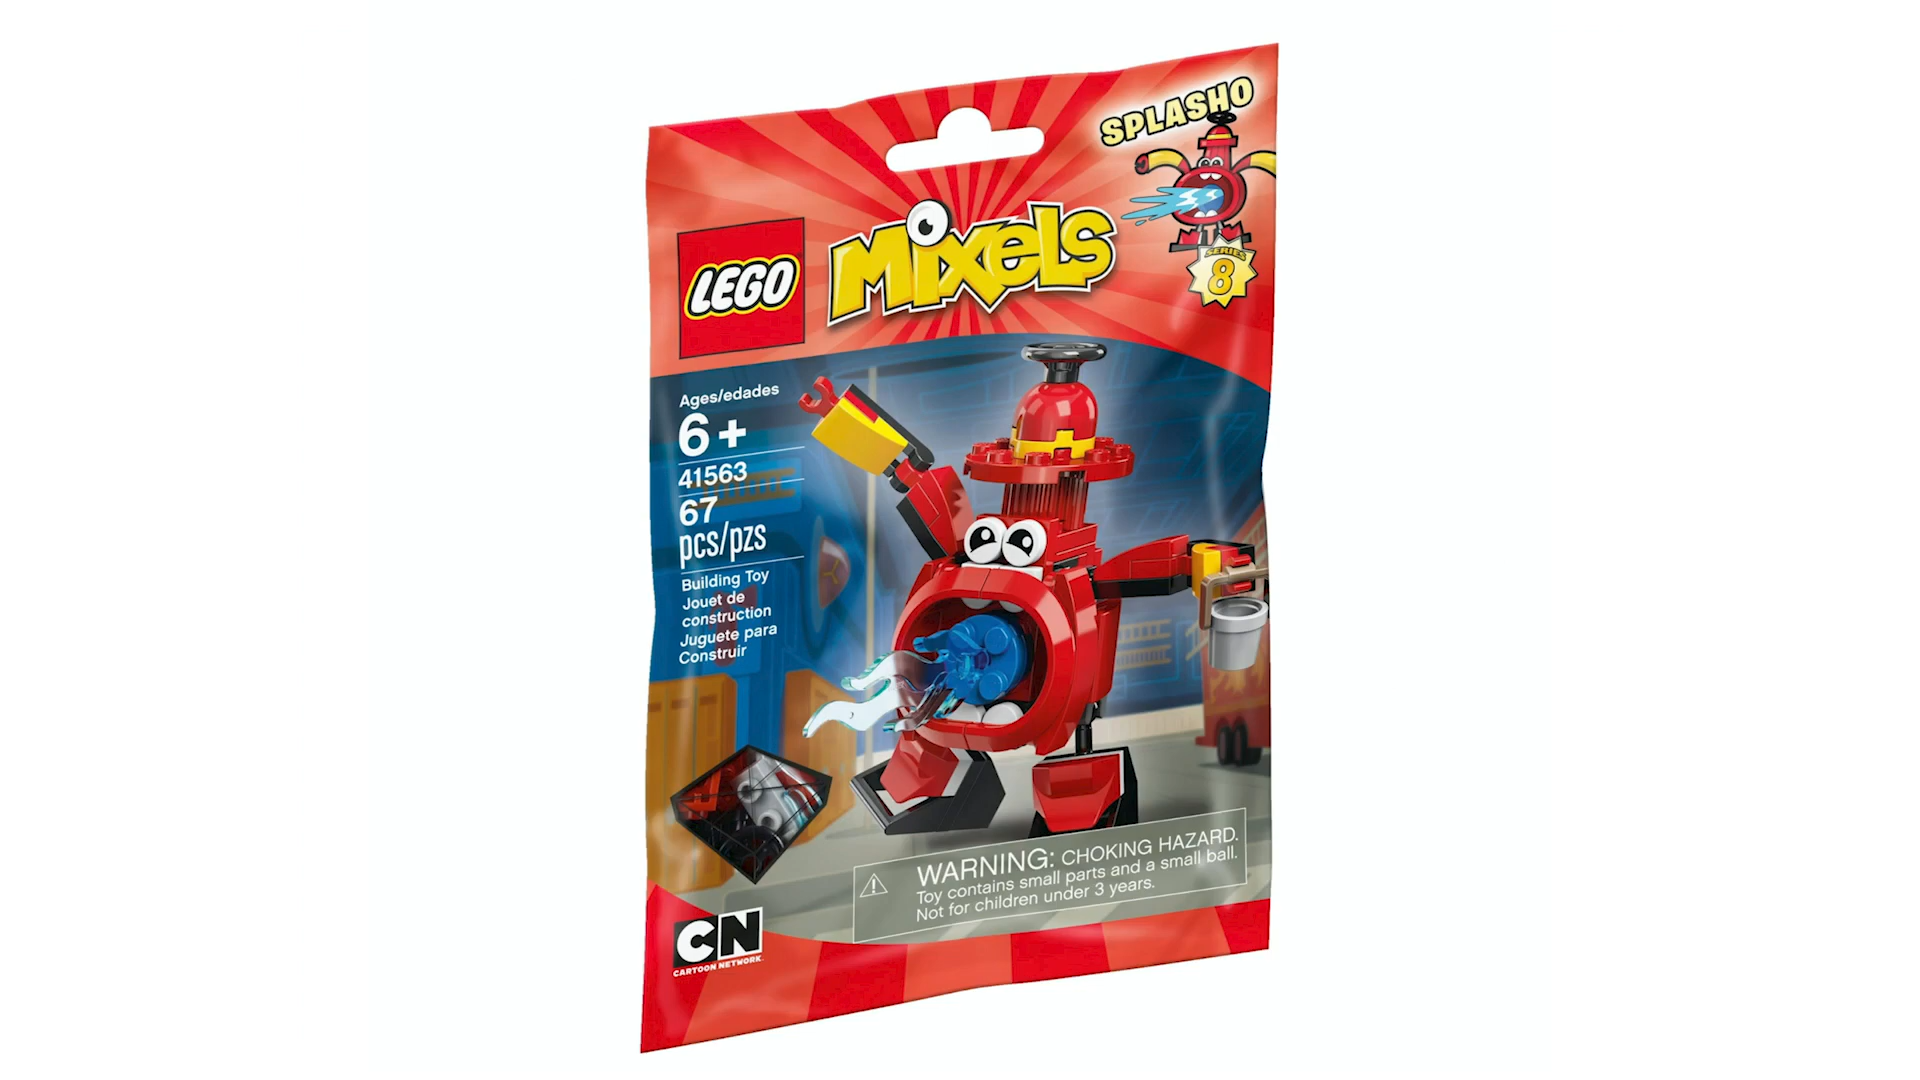 SPLASHO
LEGO
MIXELS
SERIES
8
Ages/edades
6+
41563
67
pcs/pzs
Building Toy
Jouet de
construction
Juguete para
Construir
WARNING: CHOKING HAZARD.
Toy contains small parts and a small ball.
Not for children under 3 years.
CN
CARTOON NETWORK